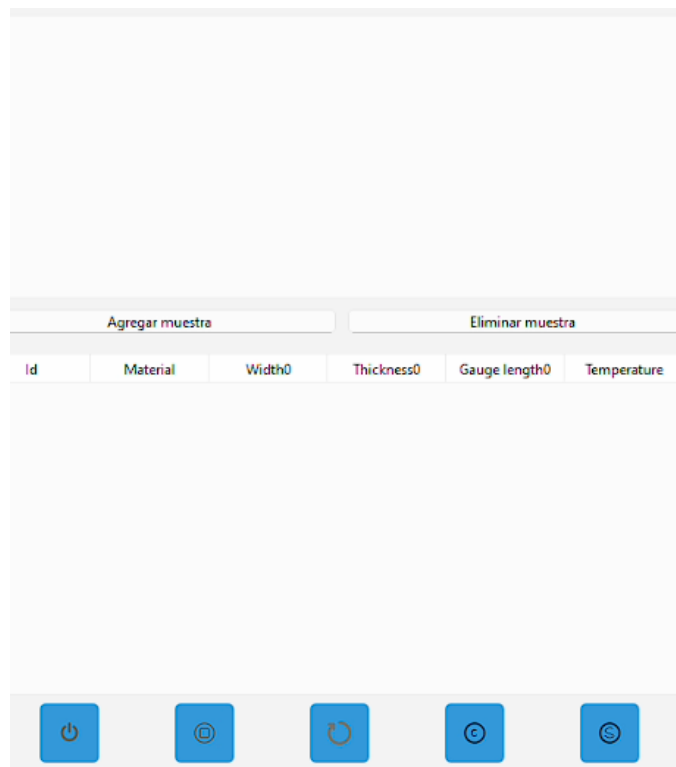 Agregar muestra Eliminar muestra
Id Material Width0 Thickness0 Gauge length0 Temperature
C S